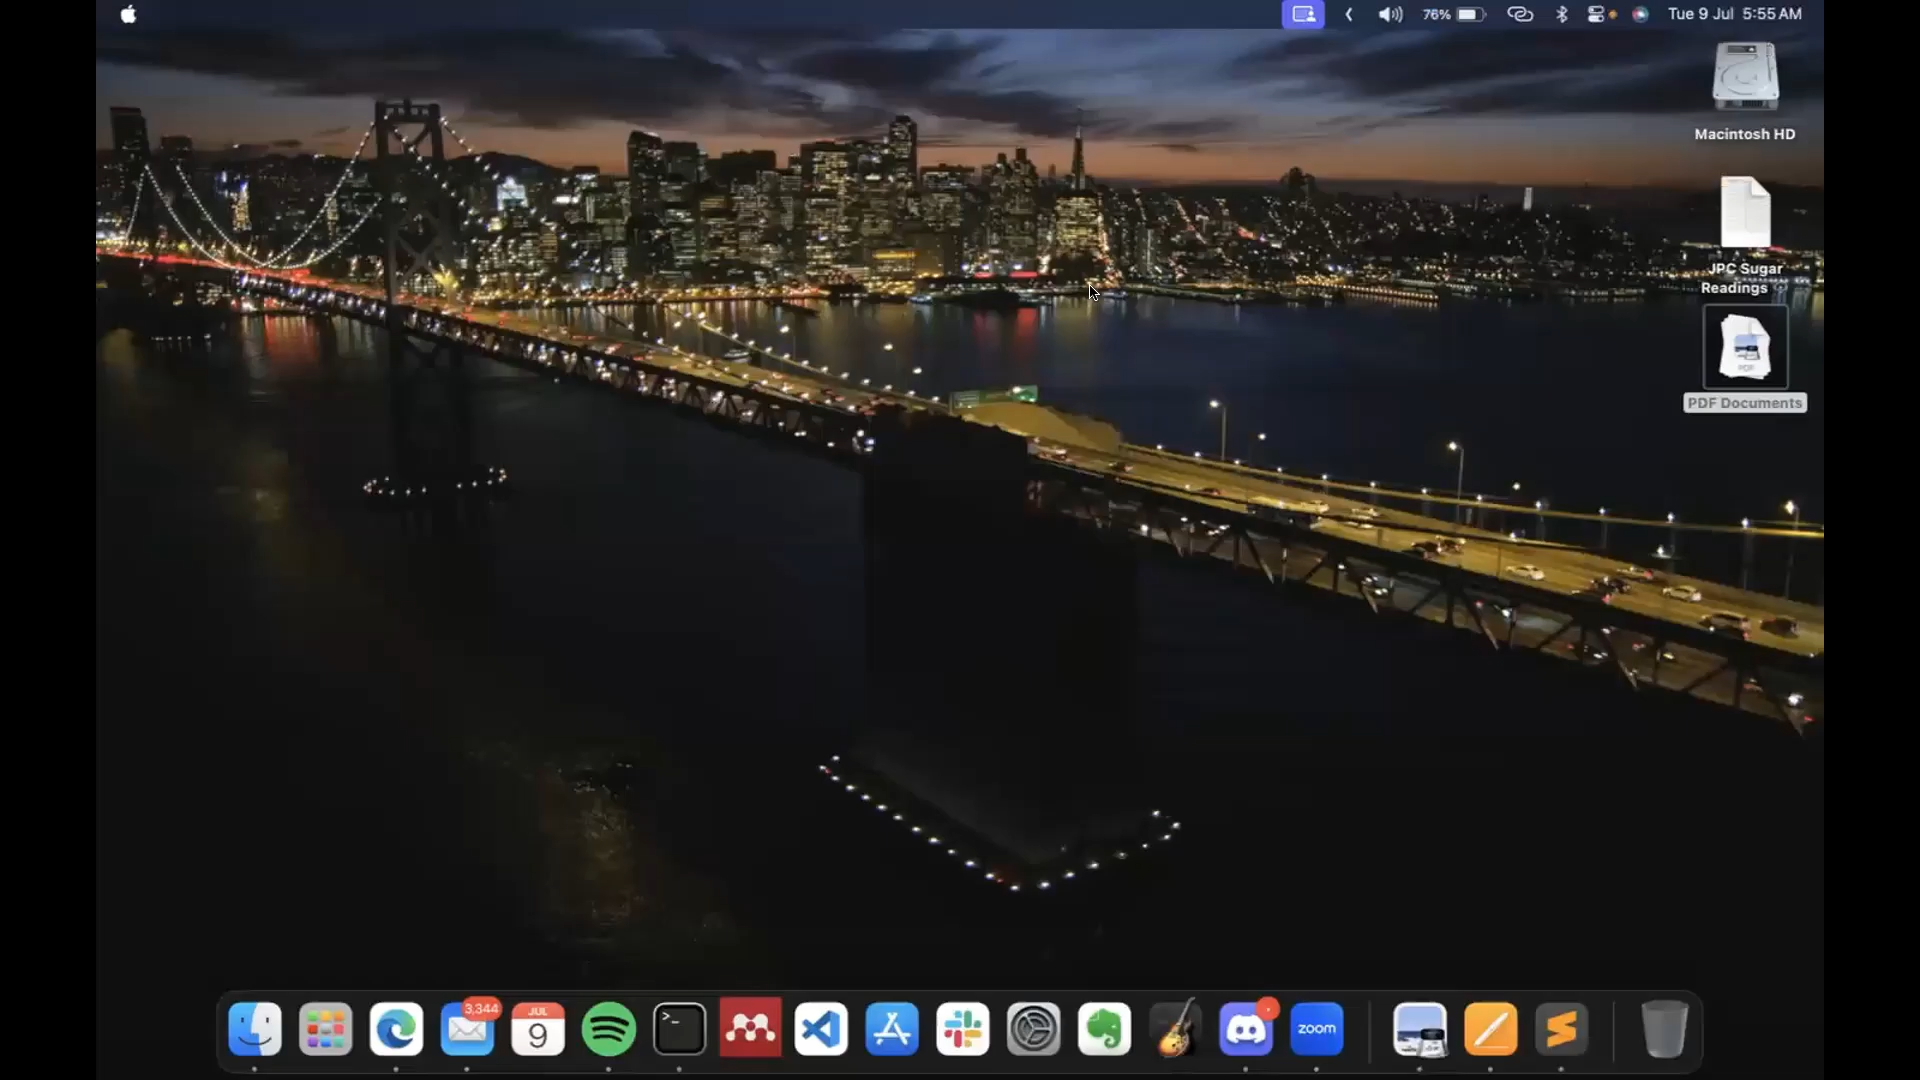 76%
Tue 9 Jul 5:55 AM
Macintosh HD
JPC Sugar
Readings
PDF
PDF Documents
3,344
JUL
9
zoom